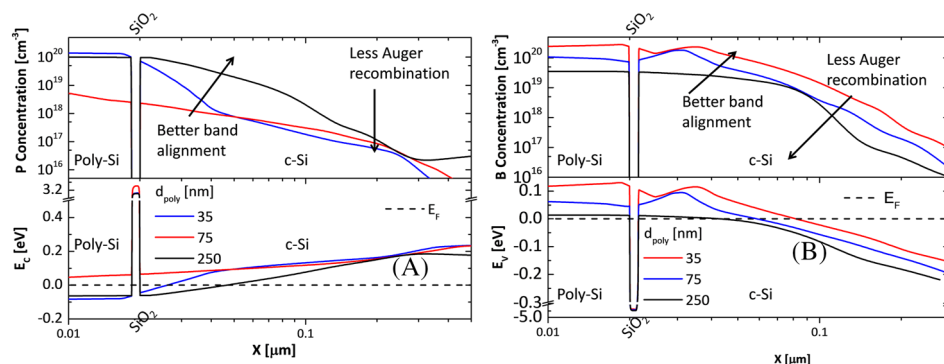 SiO2
P Concentration [cm-3]
10^20
10^19
10^18
10^17
10^16
Less Auger
recombination
Better band
alignment
Poly-Si
c-Si
3.2
0.4
0.2
0.0
-0.2
Ec [eV]
dpoly [nm]
35
75
250
EF
Poly-Si
c-Si
(A)
SiO2
0.01
0.1
X [µm]
SiO2
B Concentration [cm-3]
10^20
10^19
10^18
10^17
10^16
Less Auger
recombination
Better band
alignment
Poly-Si
c-Si
0.1
0.0
-0.1
-0.2
-0.3
-5.0
Ev [eV]
EF
dpoly [nm]
35
75
250
(B)
Poly-Si
c-Si
SiO2
0.01
0.1
X [µm]